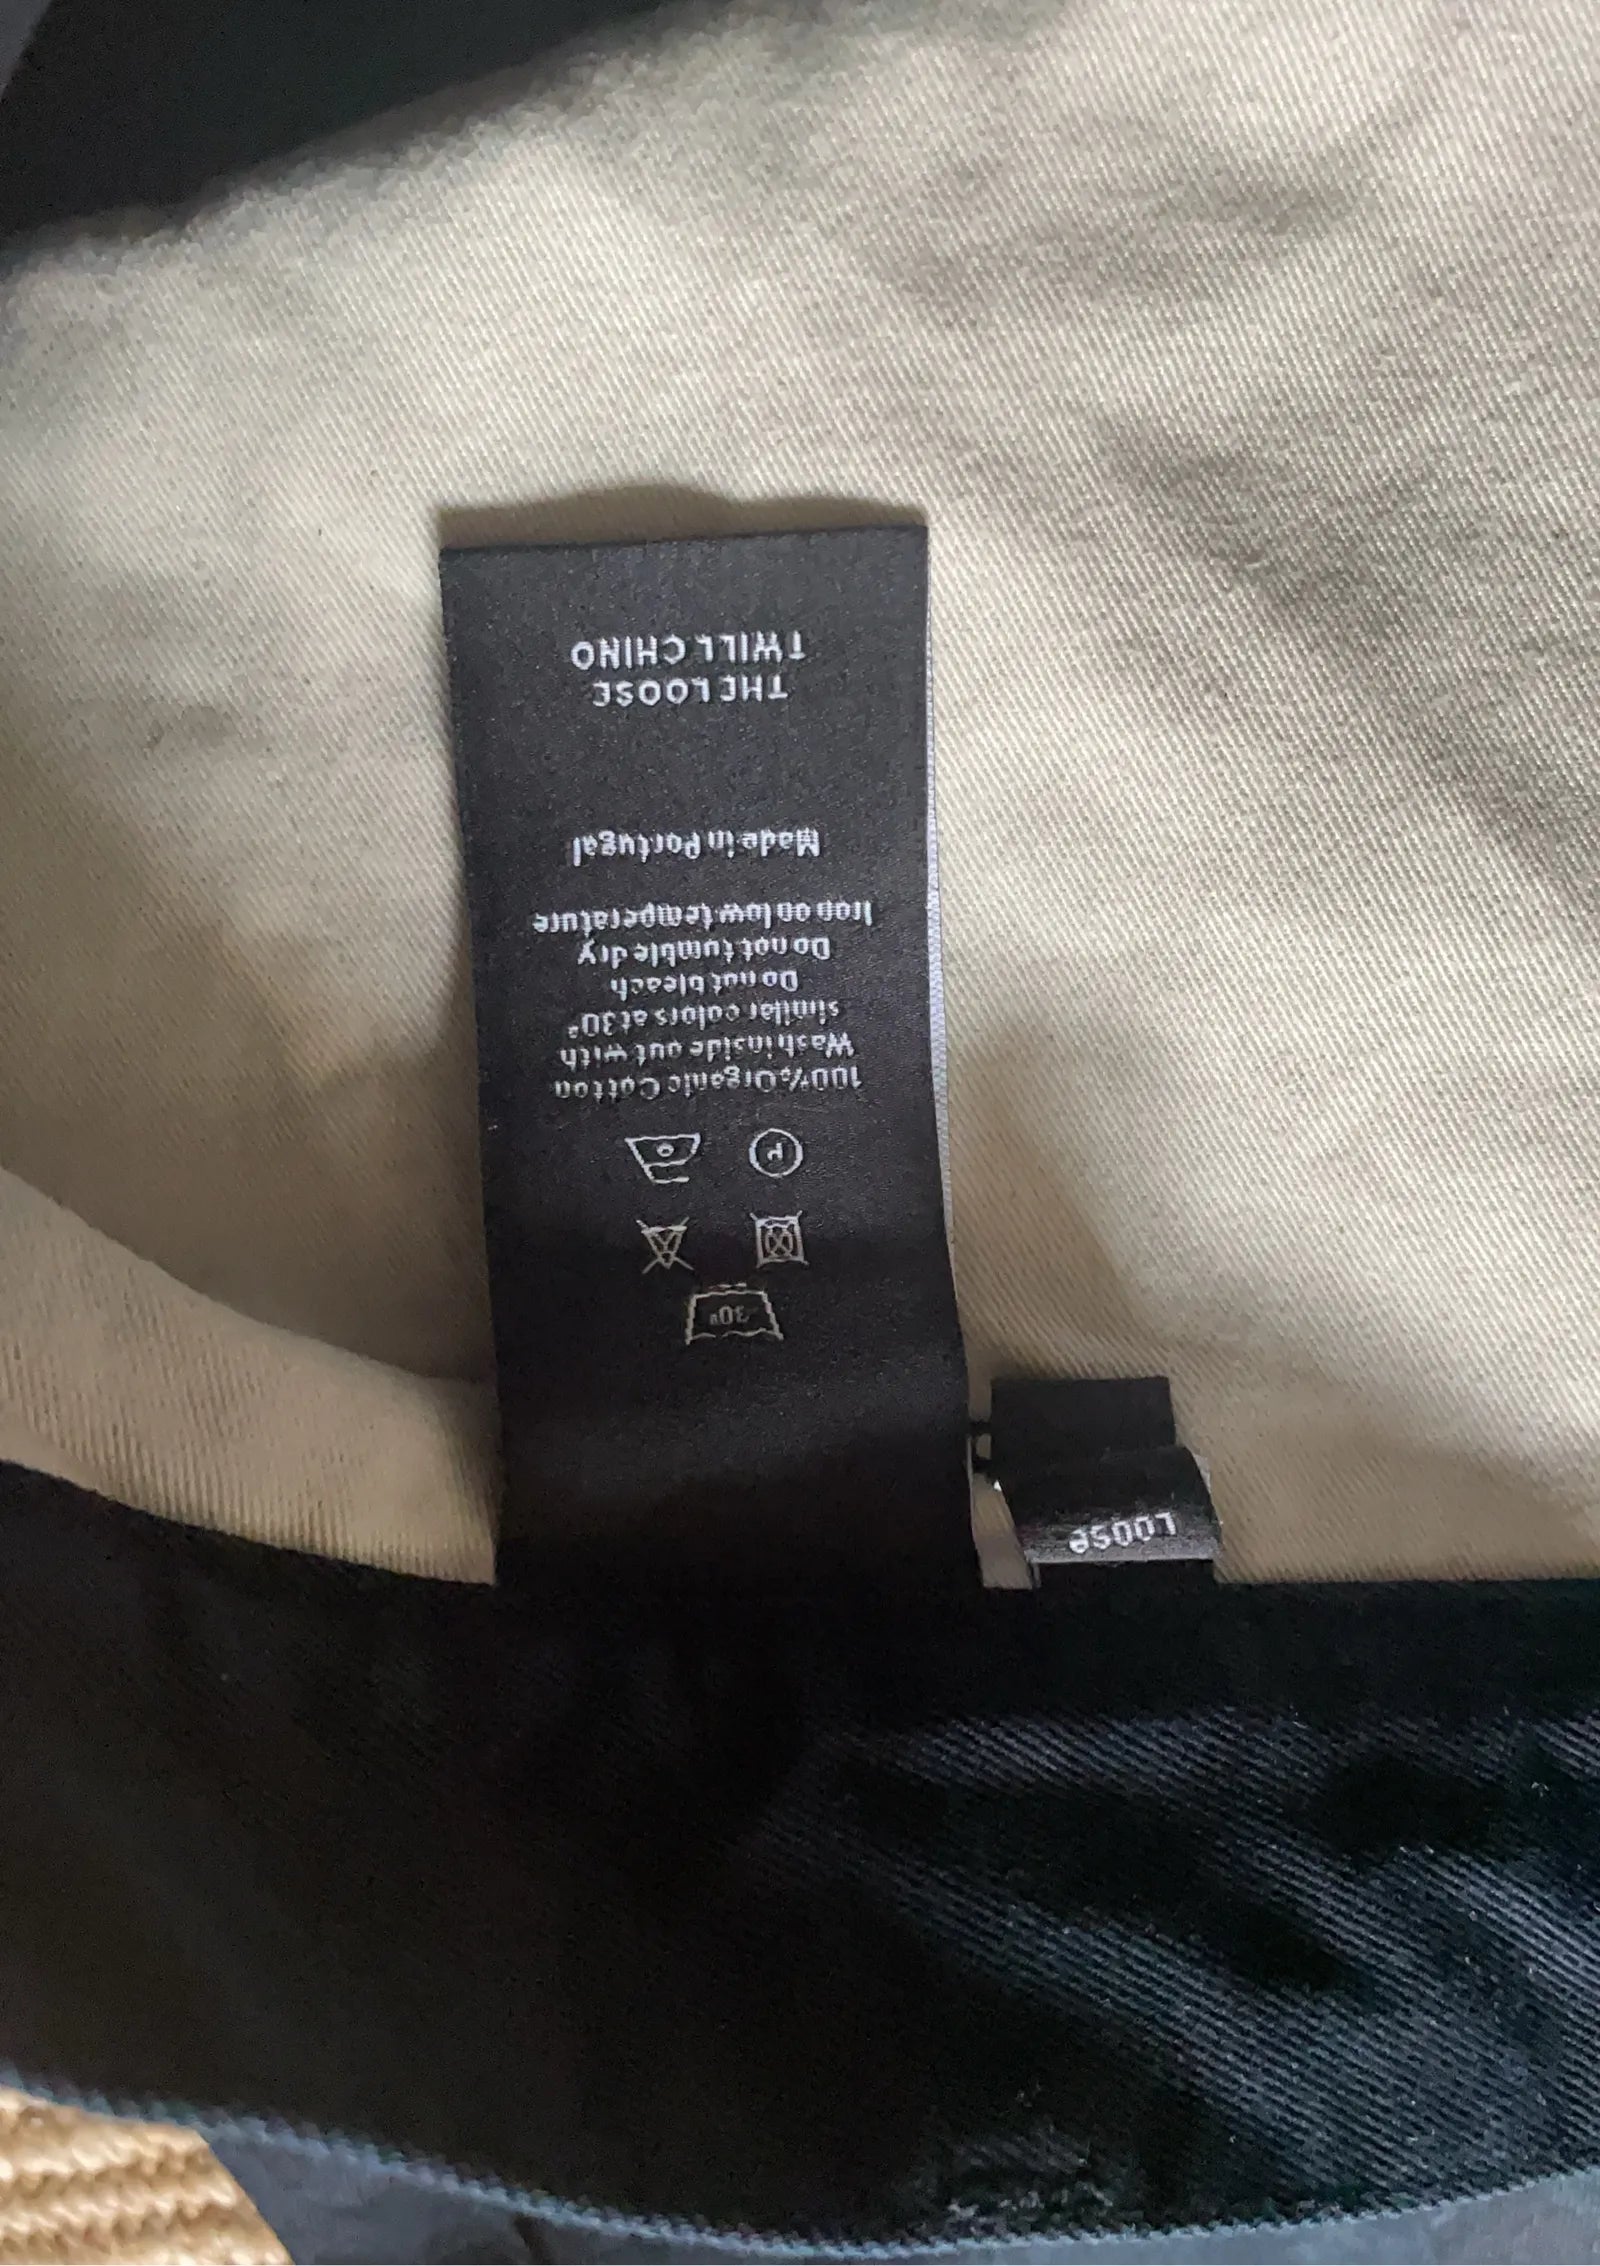 30º
P
100% Organic Cotton
Wash inside out with
similar colors at 30º
Do not bleach
Do not tumble dry
Iron on low temperature
Made in Portugal
THE LOOSE
TWILL CHINO
LOOSe